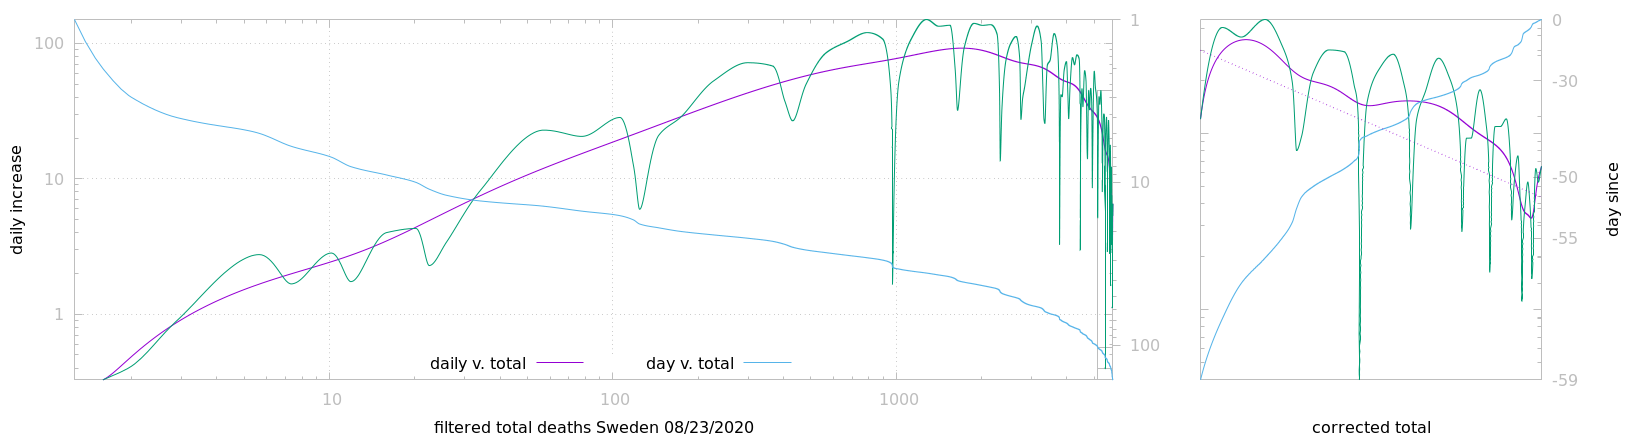 100
10
1
daily increase
10
100
1000
filtered total deaths Sweden 08/23/2020
daily v. total
day v. total
1
10
100
0
-30
-50
-55
-59
day since
corrected total